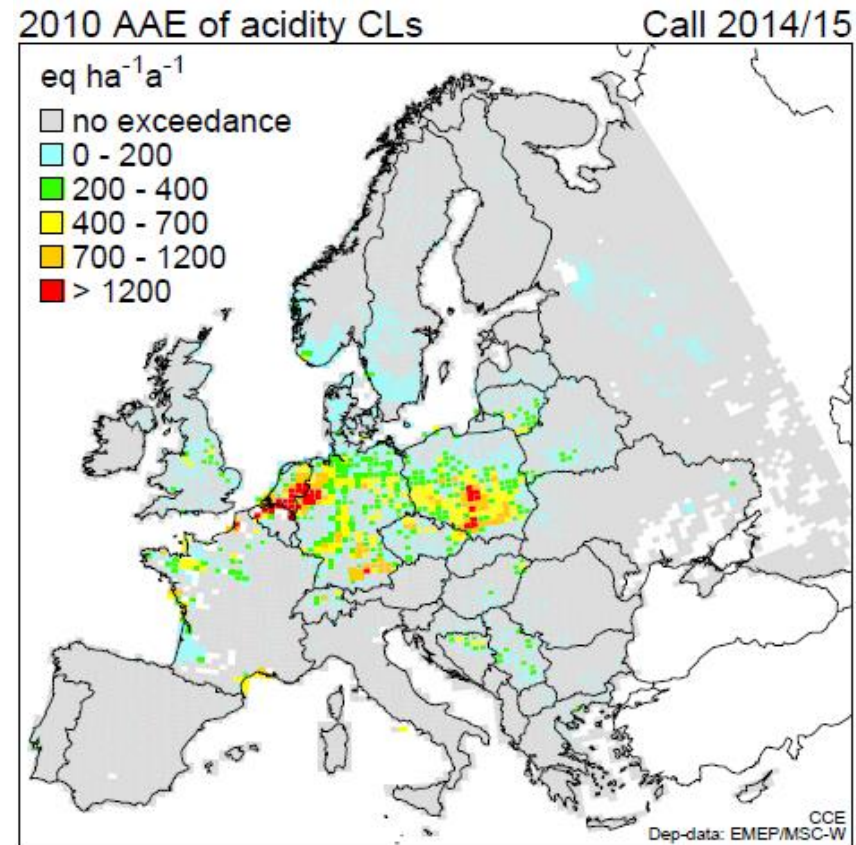 2010 AAE of acidity CLs Call 2014/15
eq ha⁻¹a⁻¹
no exceedance
0 - 200
200 - 400
400 - 700
700 - 1200
> 1200
CCE
Dep-data: EMEP/MSC-W